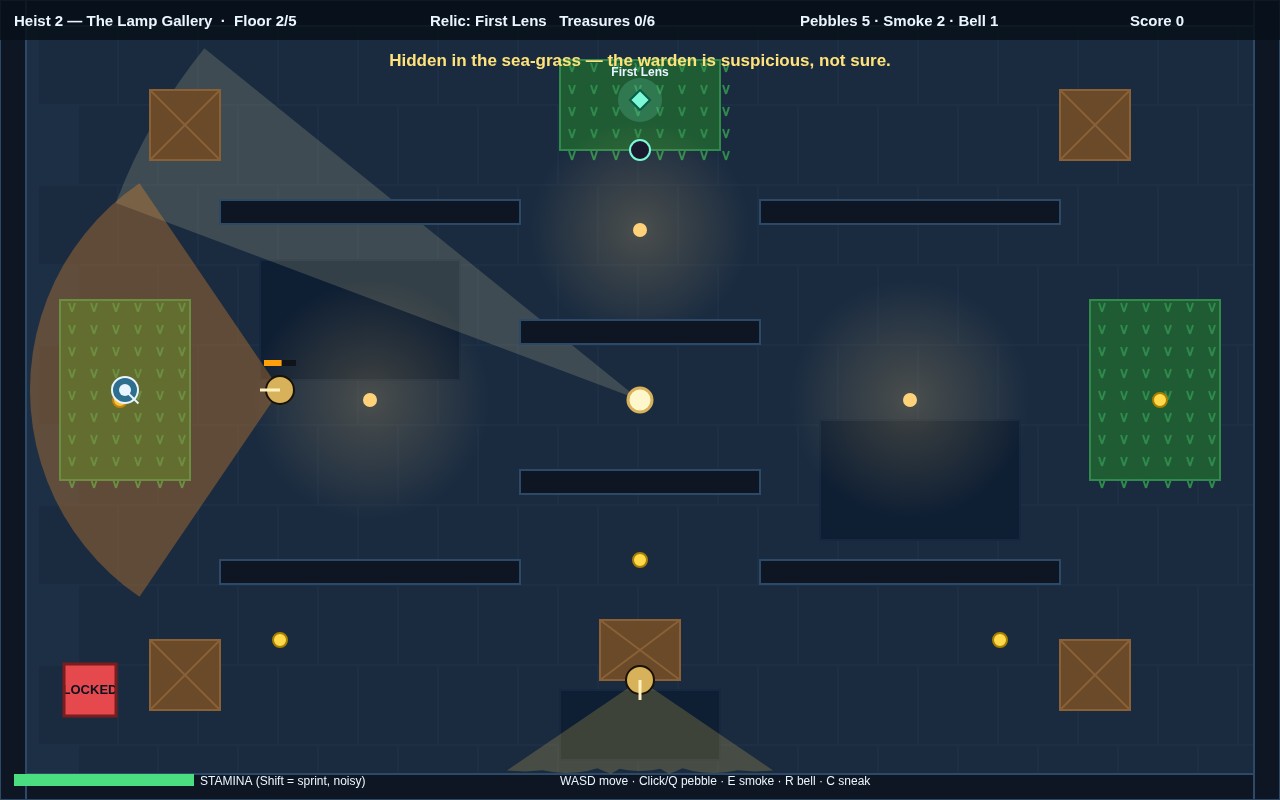 Heist 2 — The Lamp Gallery · Floor 2/5
Relic: First Lens Treasures 0/6
Pebbles 5 · Smoke 2 · Bell 1
Score 0
Hidden in the sea-grass — the warden is suspicious, not sure.
First Lens
LOCKED
STAMINA (Shift = sprint, noisy)
WASD move · Click/Q pebble · E smoke · R bell · C sneak